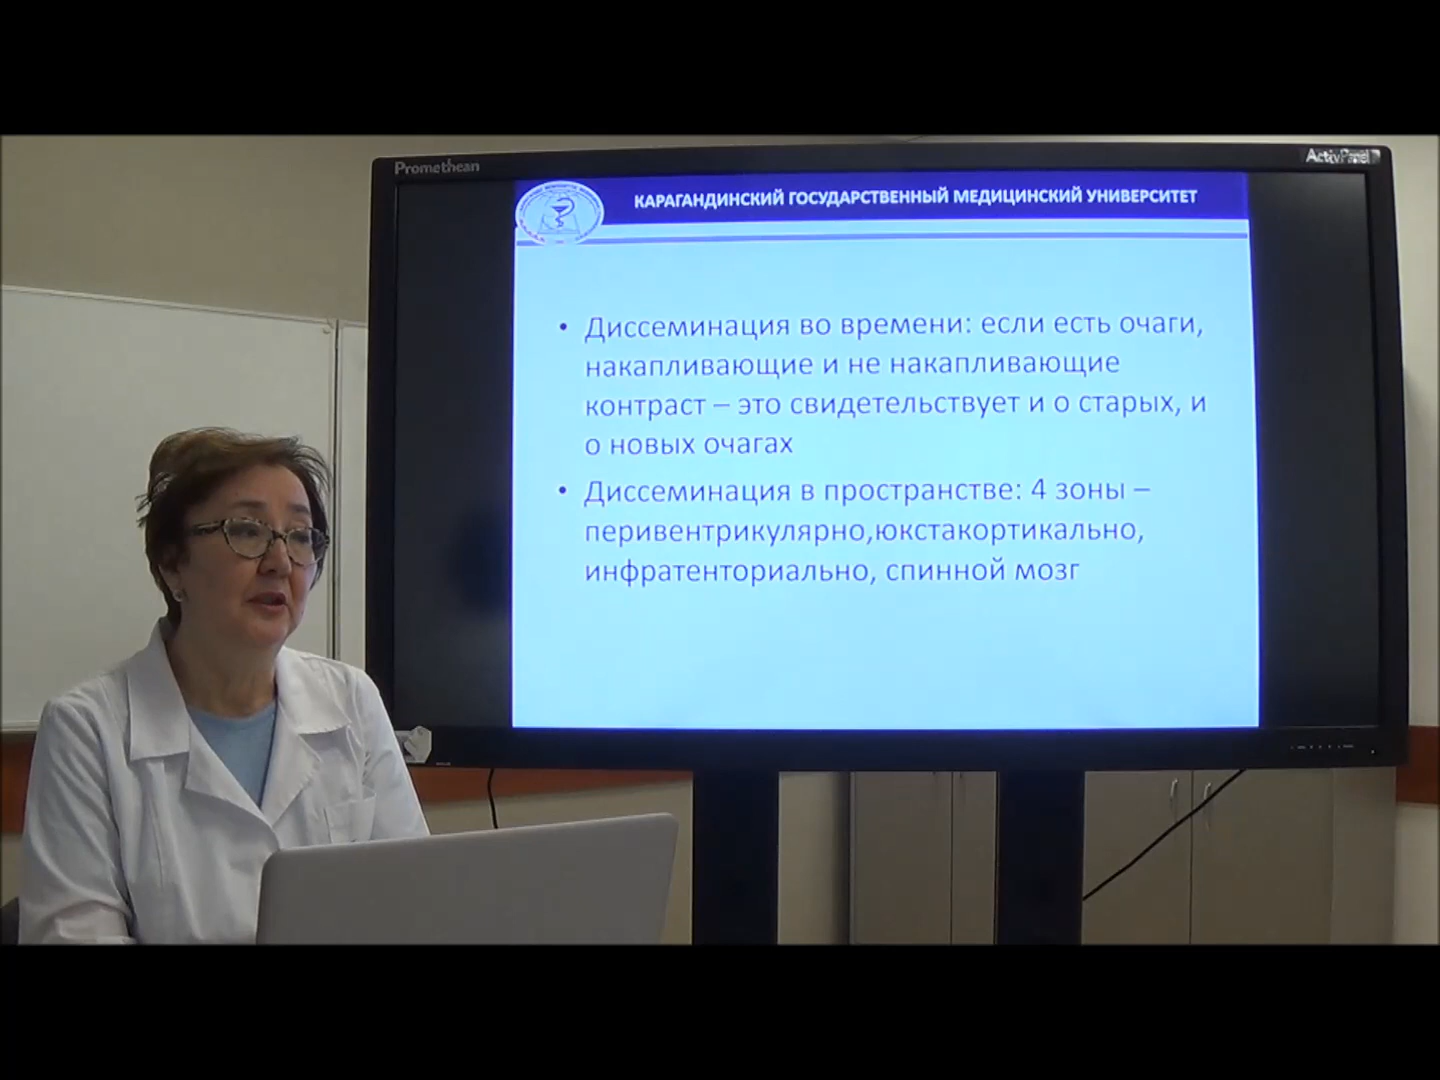 Promethean
ActivPanel
КАРАГАНДИНСКИЙ ГОСУДАРСТВЕННЫЙ МЕДИЦИНСКИЙ УНИВЕРСИТЕТ
• Диссеминация во времени: если есть очаги,
накапливающие и не накапливающие
контраст – это свидетельствует и о старых, и
о новых очагах
• Диссеминация в пространстве: 4 зоны –
перивентрикулярно,юкстакортикально,
инфратенториально, спинной мозг